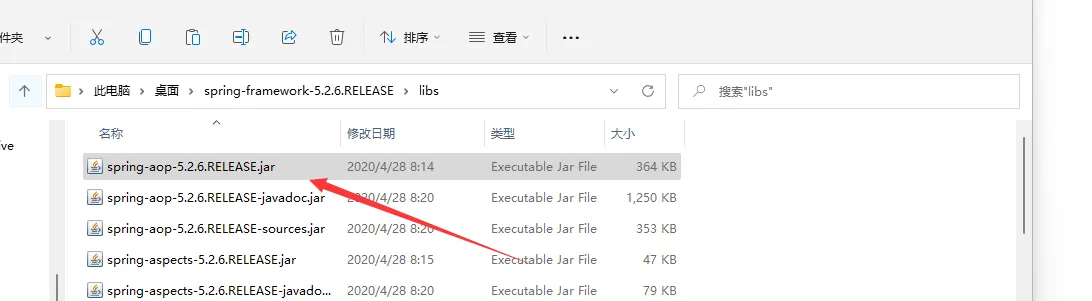 件夹 排序 查看
此电脑 桌面 spring-framework-5.2.6.RELEASE libs 搜索"libs"
ve 名称 修改日期 类型 大小
spring-aop-5.2.6.RELEASE.jar 2020/4/28 8:14 Executable Jar File 364 KB
spring-aop-5.2.6.RELEASE-javadoc.jar 2020/4/28 8:20 Executable Jar File 1,250 KB
spring-aop-5.2.6.RELEASE-sources.jar 2020/4/28 8:20 Executable Jar File 353 KB
spring-aspects-5.2.6.RELEASE.jar 2020/4/28 8:15 Executable Jar File 47 KB
spring-aspects-5.2.6.RELEASE-javado... 2020/4/28 8:20 Executable Jar File 79 KB